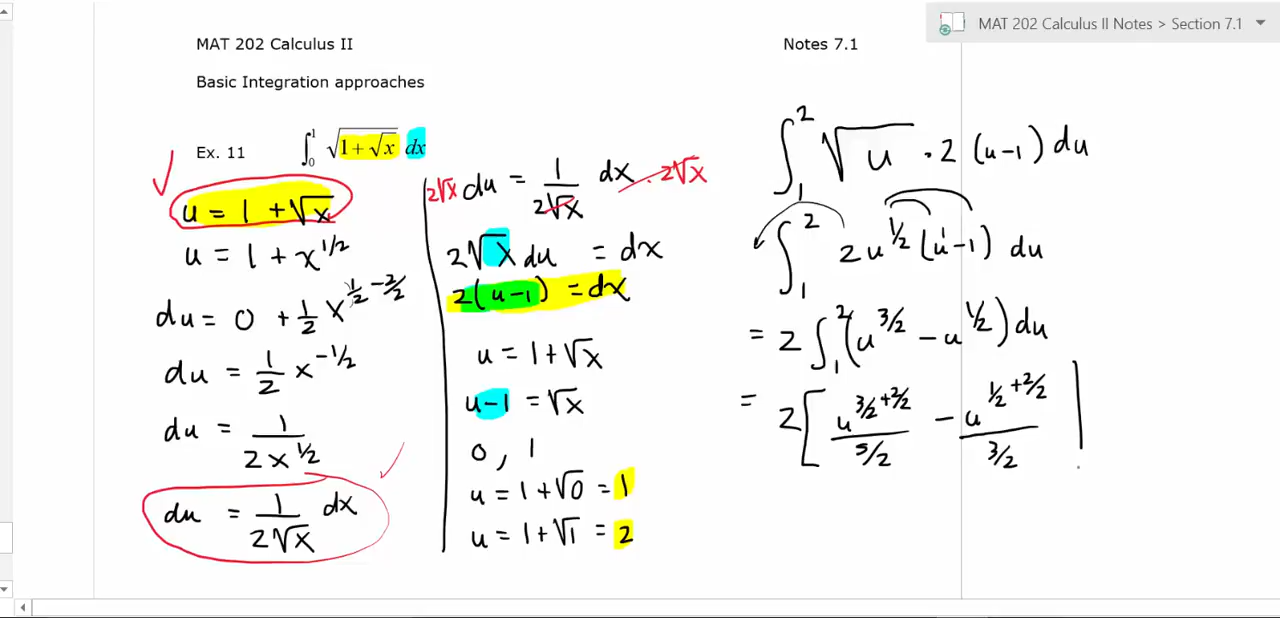 MAT 202 Calculus II Notes > Section 7.1
MAT 202 Calculus II
Notes 7.1
Basic Integration approaches
Ex. 11 ∫₀¹ √(1 + √x) dx
u = 1 + √x
u = 1 + x^(1/2)
du = 0 + 1/2 x^(1/2 - 2/2)
du = 1/2 x^(-1/2)
du = 1/(2x^(1/2))
du = 1/(2√x) dx
2√x du = 1/(2√x) dx · 2√x
2√x du = dx
2(u-1) = dx
u = 1 + √x
u-1 = √x
0, 1
u = 1 + √0 = 1
u = 1 + √1 = 2
∫₁² √u · 2 (u-1) du
∫₁² 2u^(1/2) (u^1 - 1) du
= 2 ∫₁² (u^(3/2) - u^(1/2)) du
= 2 [ u^(3/2 + 2/2)/(5/2) - u^(1/2 + 2/2)/(3/2) |